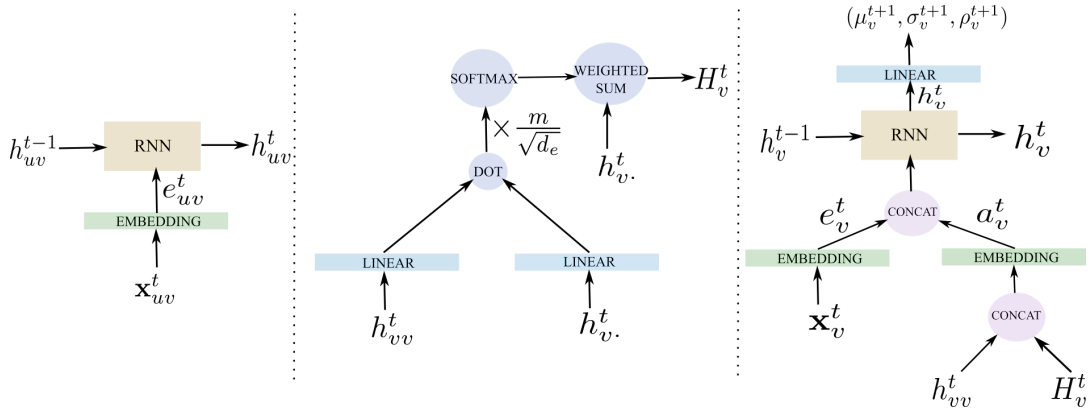 h_{uv}^{t-1}
RNN
h_{uv}^{t}
e_{uv}^{t}
EMBEDDING
x_{uv}^{t}
SOFTMAX
WEIGHTED
SUM
H_v^t
× \frac{m}{\sqrt{d_e}}
h_{v.}^t
DOT
LINEAR
LINEAR
h_{vv}^t
h_{v.}^t
(μ_v^{t+1}, σ_v^{t+1}, ρ_v^{t+1})
LINEAR
h_v^t
h_v^{t-1}
RNN
h_v^t
e_v^t
CONCAT
a_v^t
EMBEDDING
EMBEDDING
x_v^t
CONCAT
h_{vv}^t
H_v^t